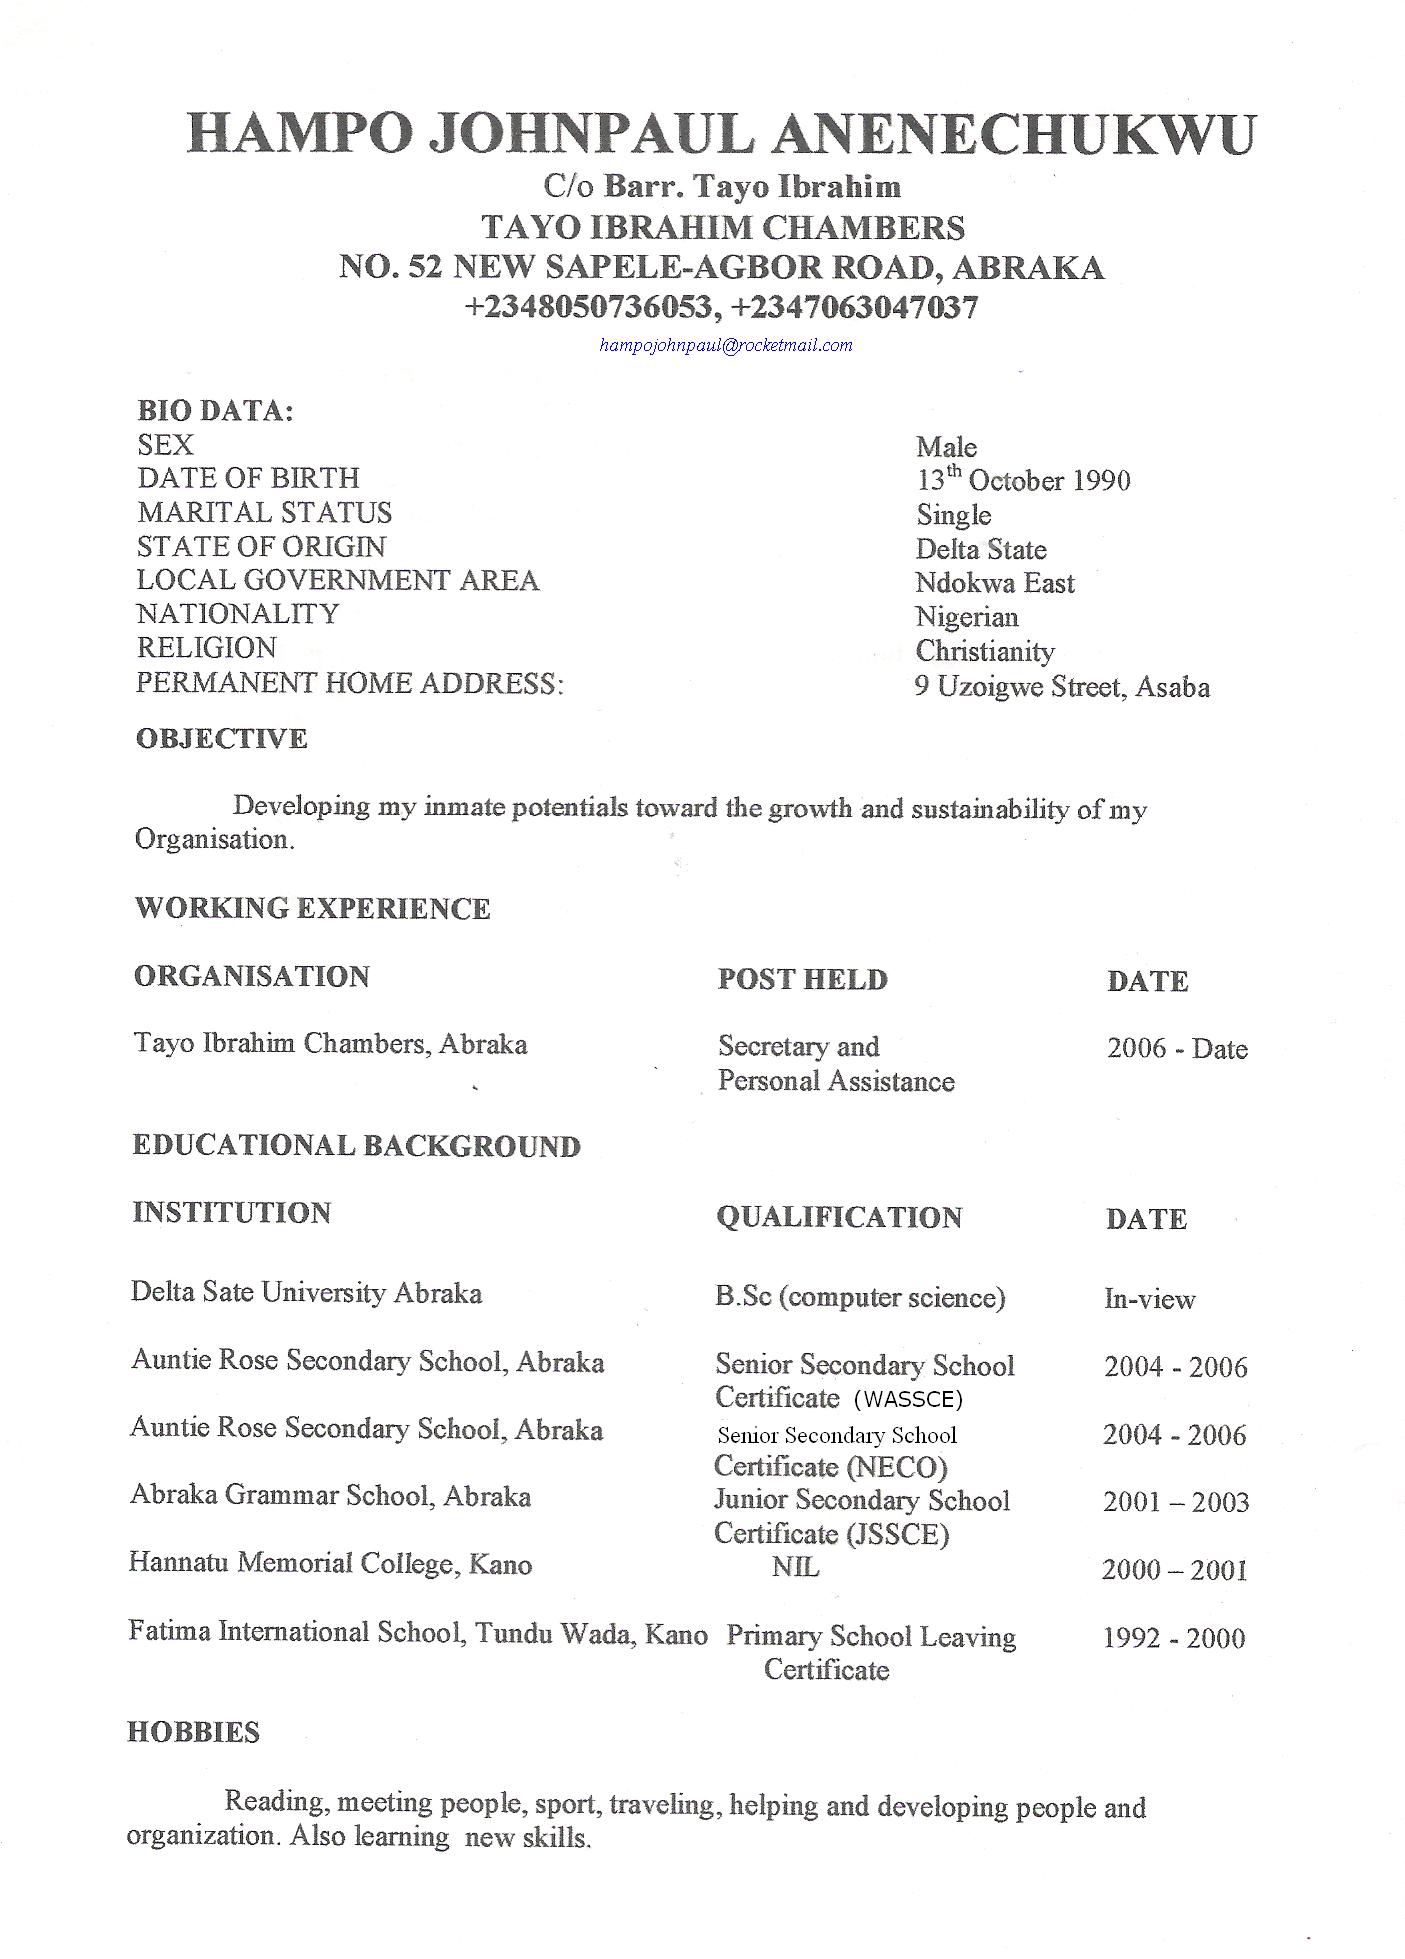 HAMPO JOHNPAUL ANENECHUKWU
C/o Barr. Tayo Ibrahim
TAYO IBRAHIM CHAMBERS
NO. 52 NEW SAPELE-AGBOR ROAD, ABRAKA
+2348050736053, +2347063047037
hampojohnpaul@rocketmail.com
BIO DATA:
SEX Male
DATE OF BIRTH 13th October 1990
MARITAL STATUS Single
STATE OF ORIGIN Delta State
LOCAL GOVERNMENT AREA Ndokwa East
NATIONALITY Nigerian
RELIGION Christianity
PERMANENT HOME ADDRESS: 9 Uzoigwe Street, Asaba
OBJECTIVE
Developing my inmate potentials toward the growth and sustainability of my
Organisation.
WORKING EXPERIENCE
ORGANISATION POST HELD DATE
Tayo Ibrahim Chambers, Abraka Secretary and 2006 - Date
Personal Assistance
EDUCATIONAL BACKGROUND
INSTITUTION QUALIFICATION DATE
Delta Sate University Abraka B.Sc (computer science) In-view
Auntie Rose Secondary School, Abraka Senior Secondary School 2004 - 2006
Certificate (WASSCE)
Auntie Rose Secondary School, Abraka Senior Secondary School 2004 - 2006
Certificate (NECO)
Abraka Grammar School, Abraka Junior Secondary School 2001 – 2003
Certificate (JSSCE)
Hannatu Memorial College, Kano NIL 2000 – 2001
Fatima International School, Tundu Wada, Kano Primary School Leaving 1992 - 2000
Certificate
HOBBIES
Reading, meeting people, sport, traveling, helping and developing people and
organization. Also learning new skills.